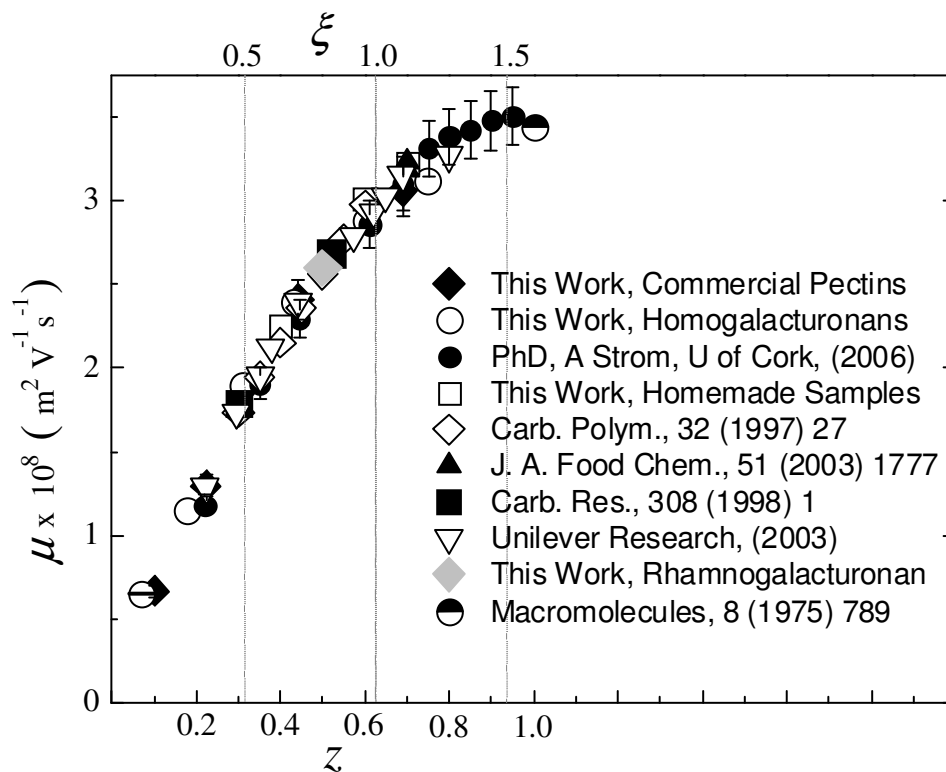 ξ
0.5 1.0 1.5
3
2
1
0
μ x 10⁸ ( m² V⁻¹ s⁻¹)
This Work, Commercial Pectins
This Work, Homogalacturonans
PhD, A Strom, U of Cork, (2006)
This Work, Homemade Samples
Carb. Polym., 32 (1997) 27
J. A. Food Chem., 51 (2003) 1777
Carb. Res., 308 (1998) 1
Unilever Research, (2003)
This Work, Rhamnogalacturonan
Macromolecules, 8 (1975) 789
0.2 0.4 0.6 0.8 1.0
z